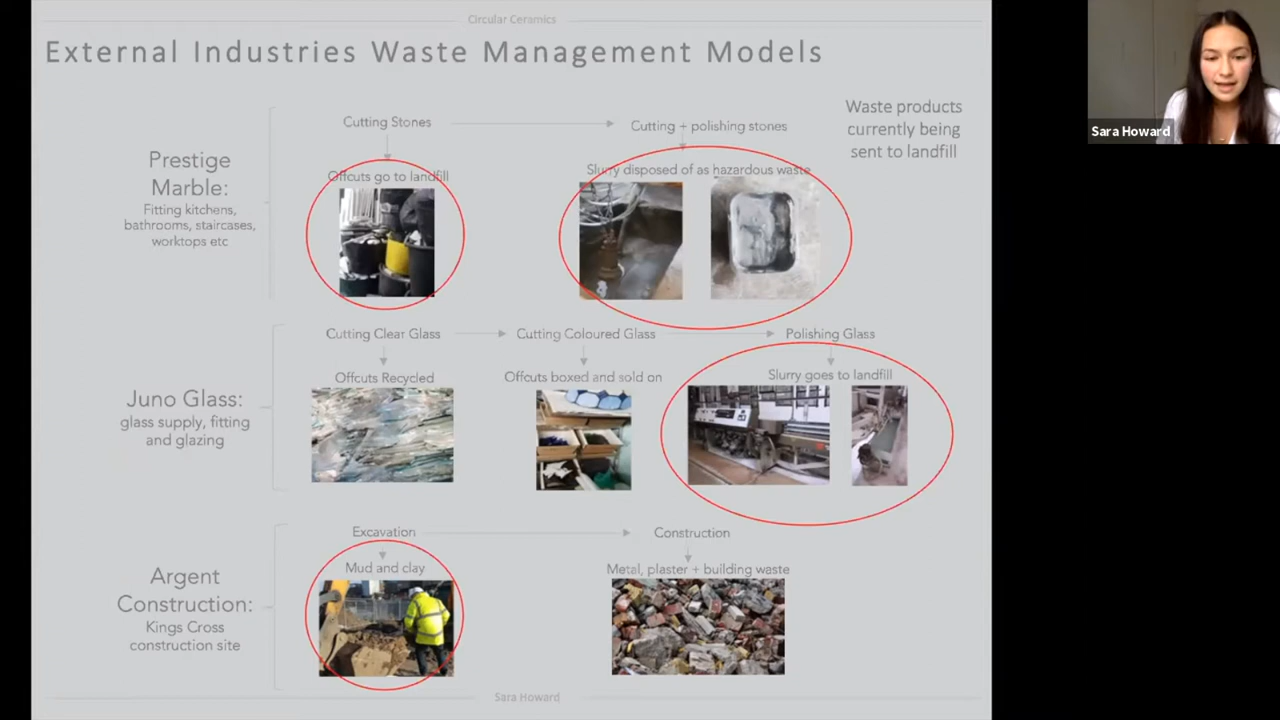 Circular Ceramics
External Industries Waste Management Models
Waste products
currently being
sent to landfill
Prestige
Marble:
Fitting kitchens,
bathrooms, staircases,
worktops etc
Cutting Stones
Offcuts go to landfill
Cutting + polishing stones
Slurry disposed of as hazardous waste
Juno Glass:
glass supply, fitting
and glazing
Cutting Clear Glass
Offcuts Recycled
Cutting Coloured Glass
Offcuts boxed and sold on
Polishing Glass
Slurry goes to landfill
Argent
Construction:
Kings Cross
construction site
Excavation
Mud and clay
Construction
Metal, plaster + building waste
Sara Howard
Sara Howard